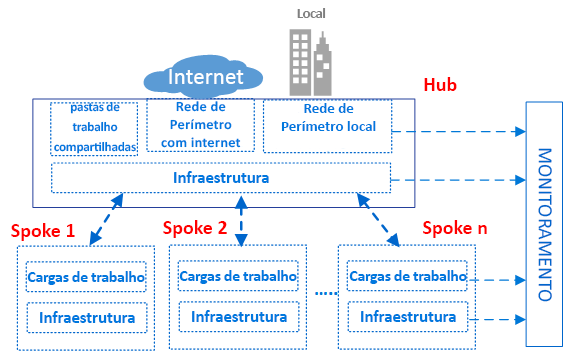 Local
Internet
Hub
pastas de
trabalho
compartilhadas
Rede de
Perímetro
com internet
Rede de
Perímetro local
Infraestrutura
MONITORAMENTO
Spoke 1
Spoke 2
Spoke n
Cargas de trabalho
Infraestrutura
Cargas de trabalho
Infraestrutura
.....
Cargas de trabalho
Infraestrutura